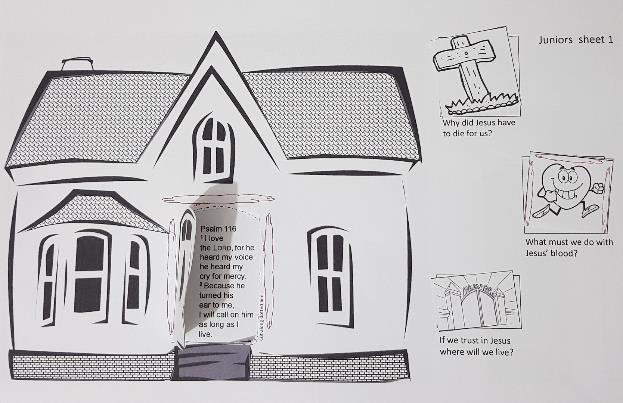 Juniors sheet 1
Why did Jesus have
to die for us?
What must we do with
Jesus' blood?
If we trust in Jesus
where will we live?
Psalm 116
1 I love
the LORD, for he
heard my voice
he heard my
cry for mercy.
2 Because he
turned his
ear to me,
I will call on him
as long as I
live.